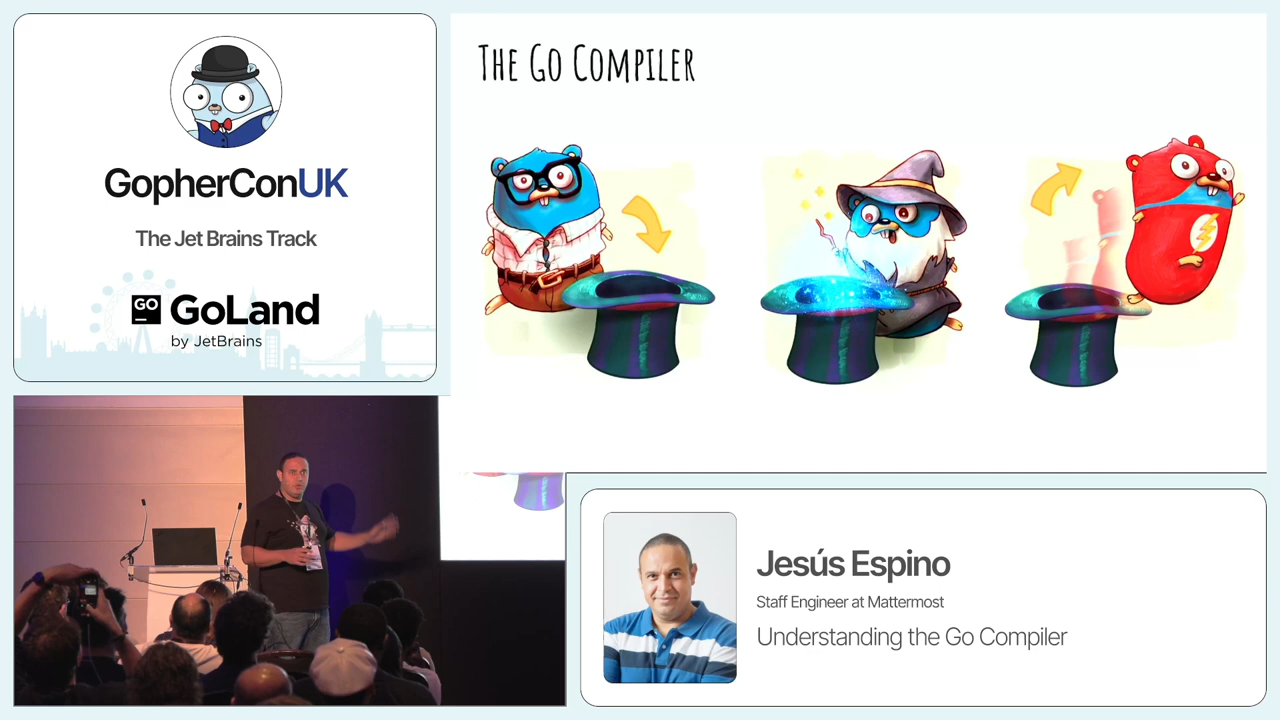 GopherConUK
The Jet Brains Track
GO
GoLand
by JetBrains
The Go Compiler
Jesús Espino
Staff Engineer at Mattermost
Understanding the Go Compiler